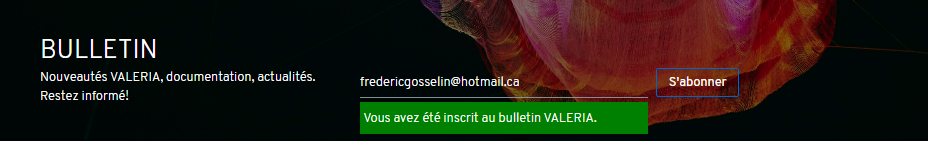 BULLETIN
Nouveautés VALERIA, documentation, actualités.
Restez informé!
fredericgosselin@hotmail.ca
S'abonner
Vous avez été inscrit au bulletin VALERIA.